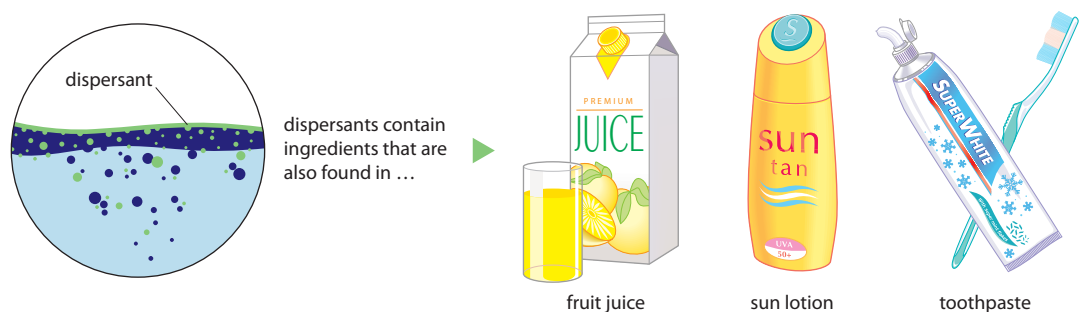 dispersant
dispersants contain
ingredients that are
also found in …
PREMIUM
JUICE
S
sun
tan
UVA
50+
SUPERWHITE
fruit juice
sun lotion
toothpaste